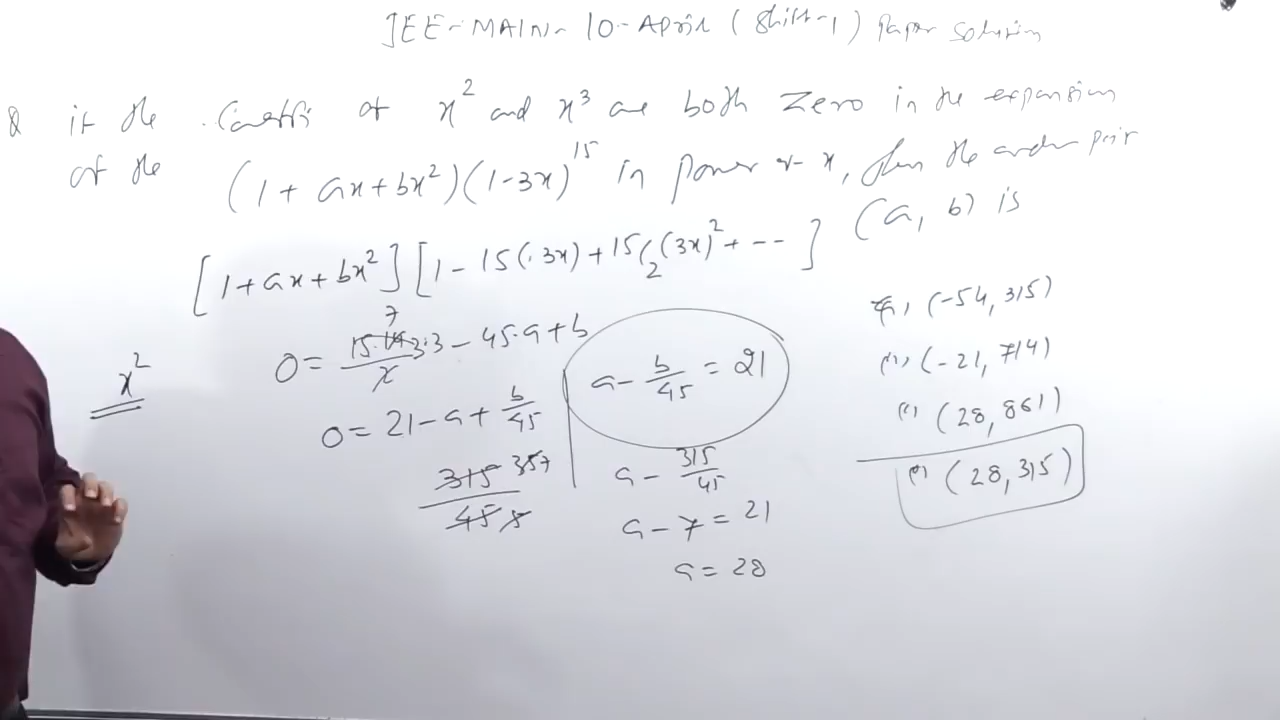 JEE-MAIN-10-April (Shift-1) Paper Solution
Q if the Coeffi of x² and x³ are both Zero in the expansion
of the (1+ax+bx²)(1-3x)¹⁵ in power of x, then the order pair
(a, b) is
[1+ax+bx²][1-15(.3x)+15C₂(3x)²+---]
x²
0= 15.14 3.3/2 7 -45.a+b
0=21-a+b/45
315 357
45 5
a-b/45=21
a-315/45
a-7=21
a=28
(-54, 315)
(-21, 714)
(c) (28, 861)
(28, 315)